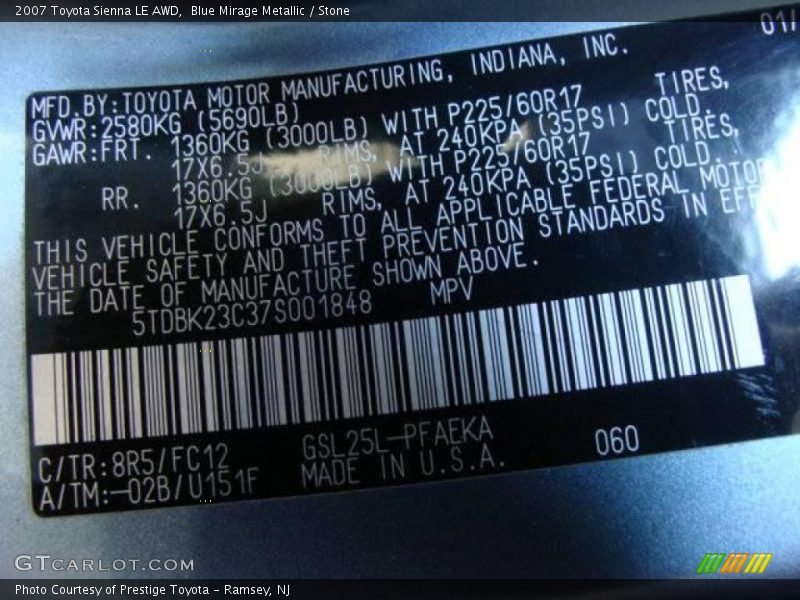 2007 Toyota Sienna LE AWD,  Blue Mirage Metallic / Stone
01/
MFD.BY:TOYOTA MOTOR MANUFACTURING, INDIANA, INC.
GVWR:2580KG (5690LB)
GAWR:FRT. 1360KG (3000LB) WITH P225/60R17 TIRES,
17X6.5J RIMS, AT 240KPA (35PSI) COLD.
RR. 1360KG (3000LB) WITH P225/60R17 TIRES,
17X6.5J RIMS, AT 240KPA (35PSI) COLD.
THIS VEHICLE CONFORMS TO ALL APPLICABLE FEDERAL MOTOR
VEHICLE SAFETY AND THEFT PREVENTION STANDARDS IN EFF
THE DATE OF MANUFACTURE SHOWN ABOVE.
5TDBK23C37S001848 MPV
C/TR:8R5/FC12 GSL25L-PFAEKA 060
A/TM:-02B/U151F MADE IN U.S.A.
GTCARLOT.COM
Photo Courtesy of Prestige Toyota - Ramsey, NJ